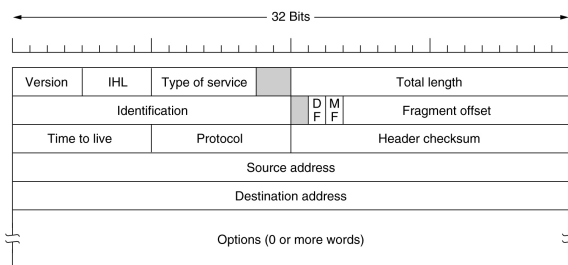 32 Bits
Version IHL Type of service Total length
Identification D F M F Fragment offset
Time to live Protocol Header checksum
Source address
Destination address
Options (0 or more words)